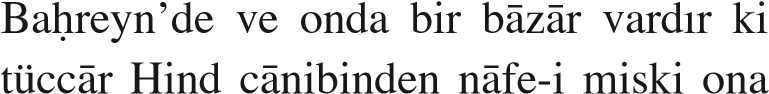 Baḥreyn’de ve onda bir bāzār vardır ki
tüccār Hind cānibinden nāfe-i miski ona